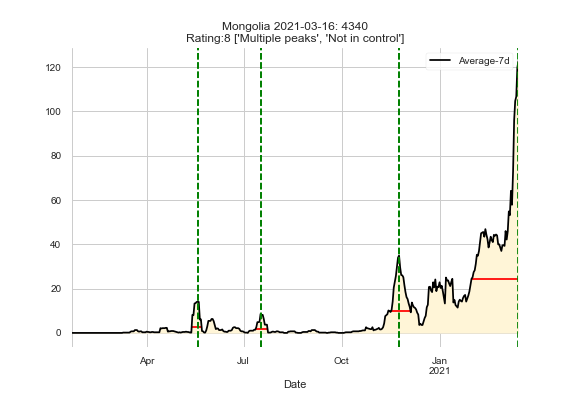 Mongolia 2021-03-16: 4340
Rating:8 ['Multiple peaks', 'Not in control']
Average-7d
120
100
80
60
40
20
0
Apr
Jul
Oct
Jan
2021
Date